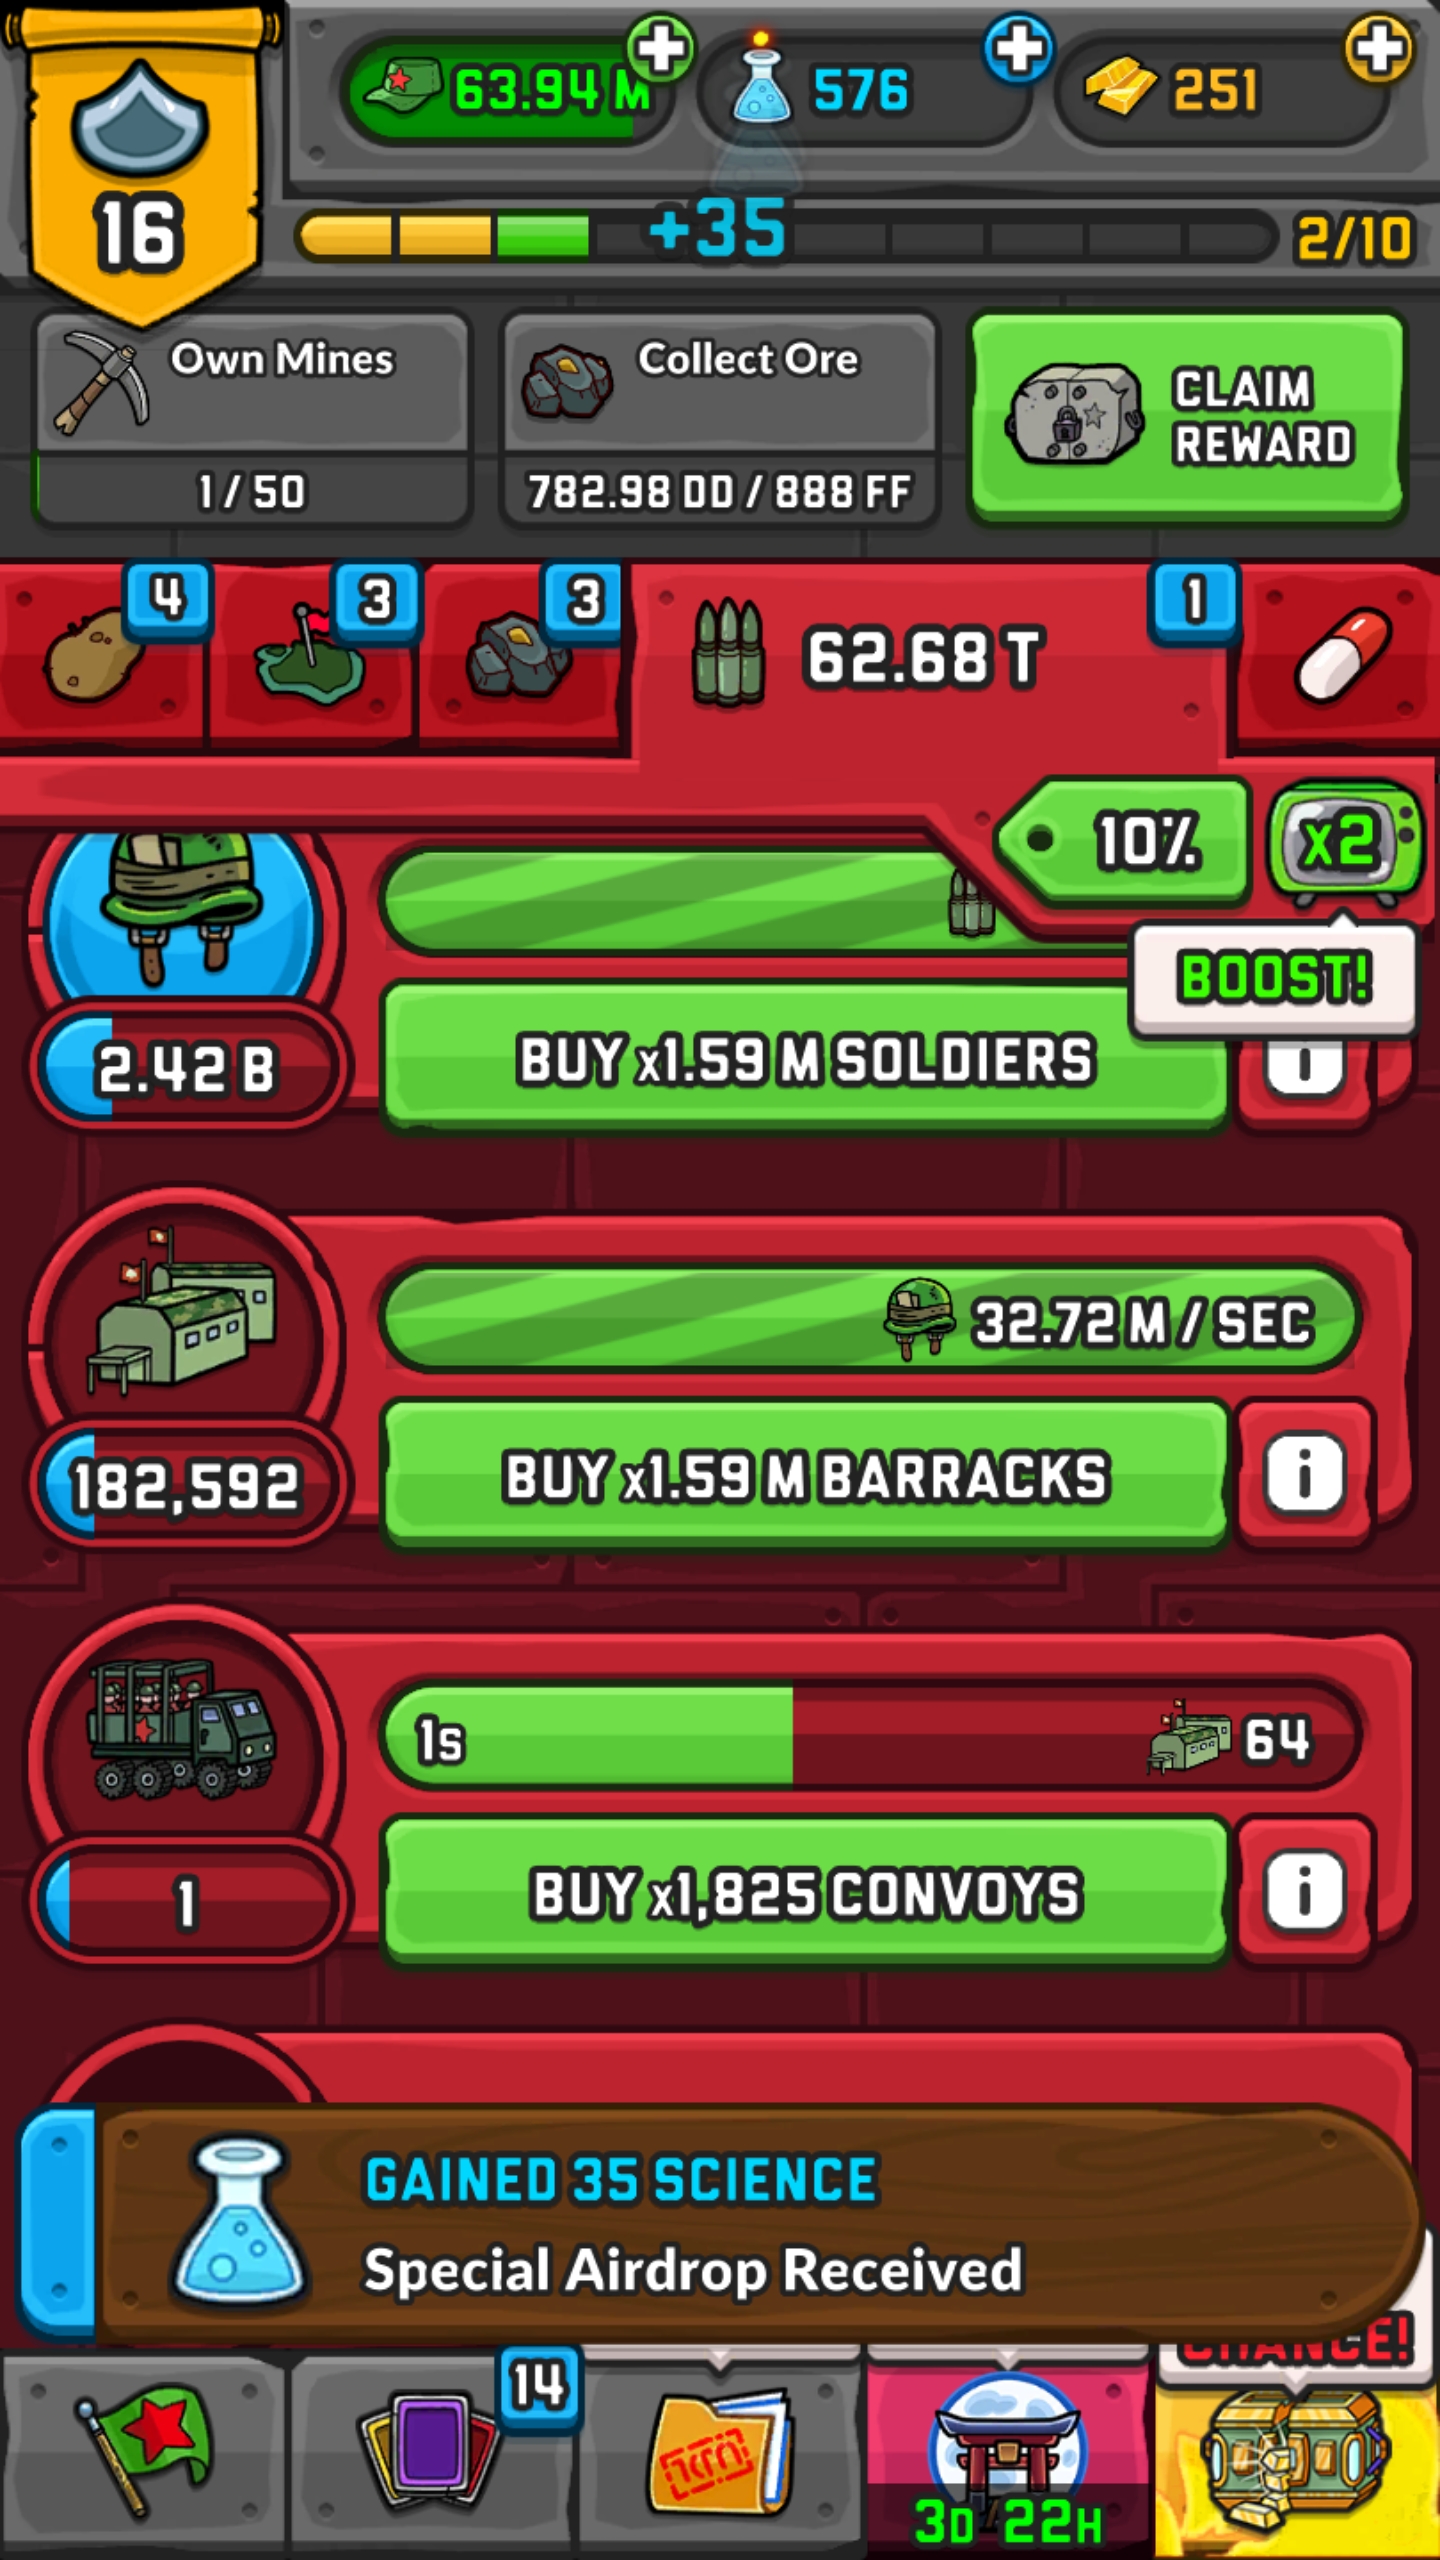 63.94 M
576
251
16
+35
2/10
Own Mines
1 / 50
Collect Ore
782.98 DD / 888 FF
CLAIM
REWARD
4
3
3
62.68 T
1
10%
x2
BOOST!
2.42 B
BUY x1.59 M SOLDIERS
i
32.72 M / SEC
182,592
BUY x1.59 M BARRACKS
i
1s
64
1
BUY x1,825 CONVOYS
i
GAINED 35 SCIENCE
Special Airdrop Received
CHANCE!
14
3D 22H